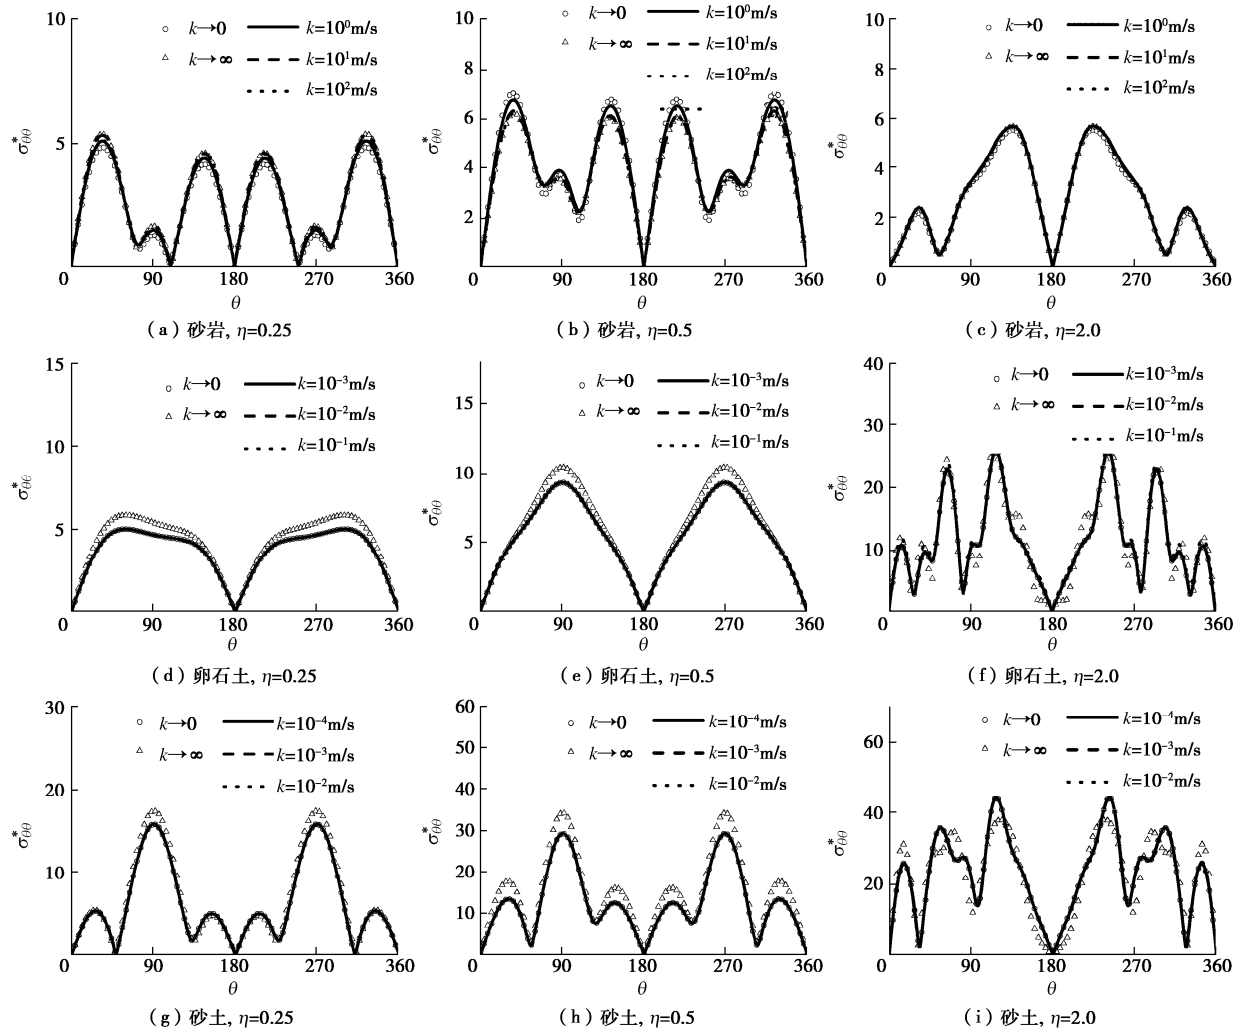 10
5
σ*θθ
k→0
k→∞
k=10⁰m/s
k=10¹m/s
k=10²m/s
0 90 180 270 360
θ
(a) 砂岩, η=0.25
10
8
6
4
2
σ*θθ
k→0
k→∞
k=10⁰m/s
k=10¹m/s
k=10²m/s
0 90 180 270 360
θ
(b) 砂岩, η=0.5
10
8
6
4
2
σ*θθ
k→0
k→∞
k=10⁰m/s
k=10¹m/s
k=10²m/s
0 90 180 270 360
θ
(c) 砂岩, η=2.0
15
10
5
σ*θθ
k→0
k→∞
k=10⁻³m/s
k=10⁻²m/s
k=10⁻¹m/s
0 90 180 270 360
θ
(d) 卵石土, η=0.25
15
10
5
σ*θθ
k→0
k→∞
k=10⁻³m/s
k=10⁻²m/s
k=10⁻¹m/s
0 90 180 270 360
θ
(e) 卵石土, η=0.5
40
30
20
10
σ*θθ
k→0
k→∞
k=10⁻³m/s
k=10⁻²m/s
k=10⁻¹m/s
0 90 180 270 360
θ
(f) 卵石土, η=2.0
30
20
10
σ*θθ
k→0
k→∞
k=10⁻⁴m/s
k=10⁻³m/s
k=10⁻²m/s
0 90 180 270 360
θ
(g) 砂土, η=0.25
60
50
40
30
20
10
σ*θθ
k→0
k→∞
k=10⁻⁴m/s
k=10⁻³m/s
k=10⁻²m/s
0 90 180 270 360
θ
(h) 砂土, η=0.5
60
40
20
σ*θθ
k→0
k→∞
k=10⁻⁴m/s
k=10⁻³m/s
k=10⁻²m/s
0 90 180 270 360
θ
(i) 砂土, η=2.0